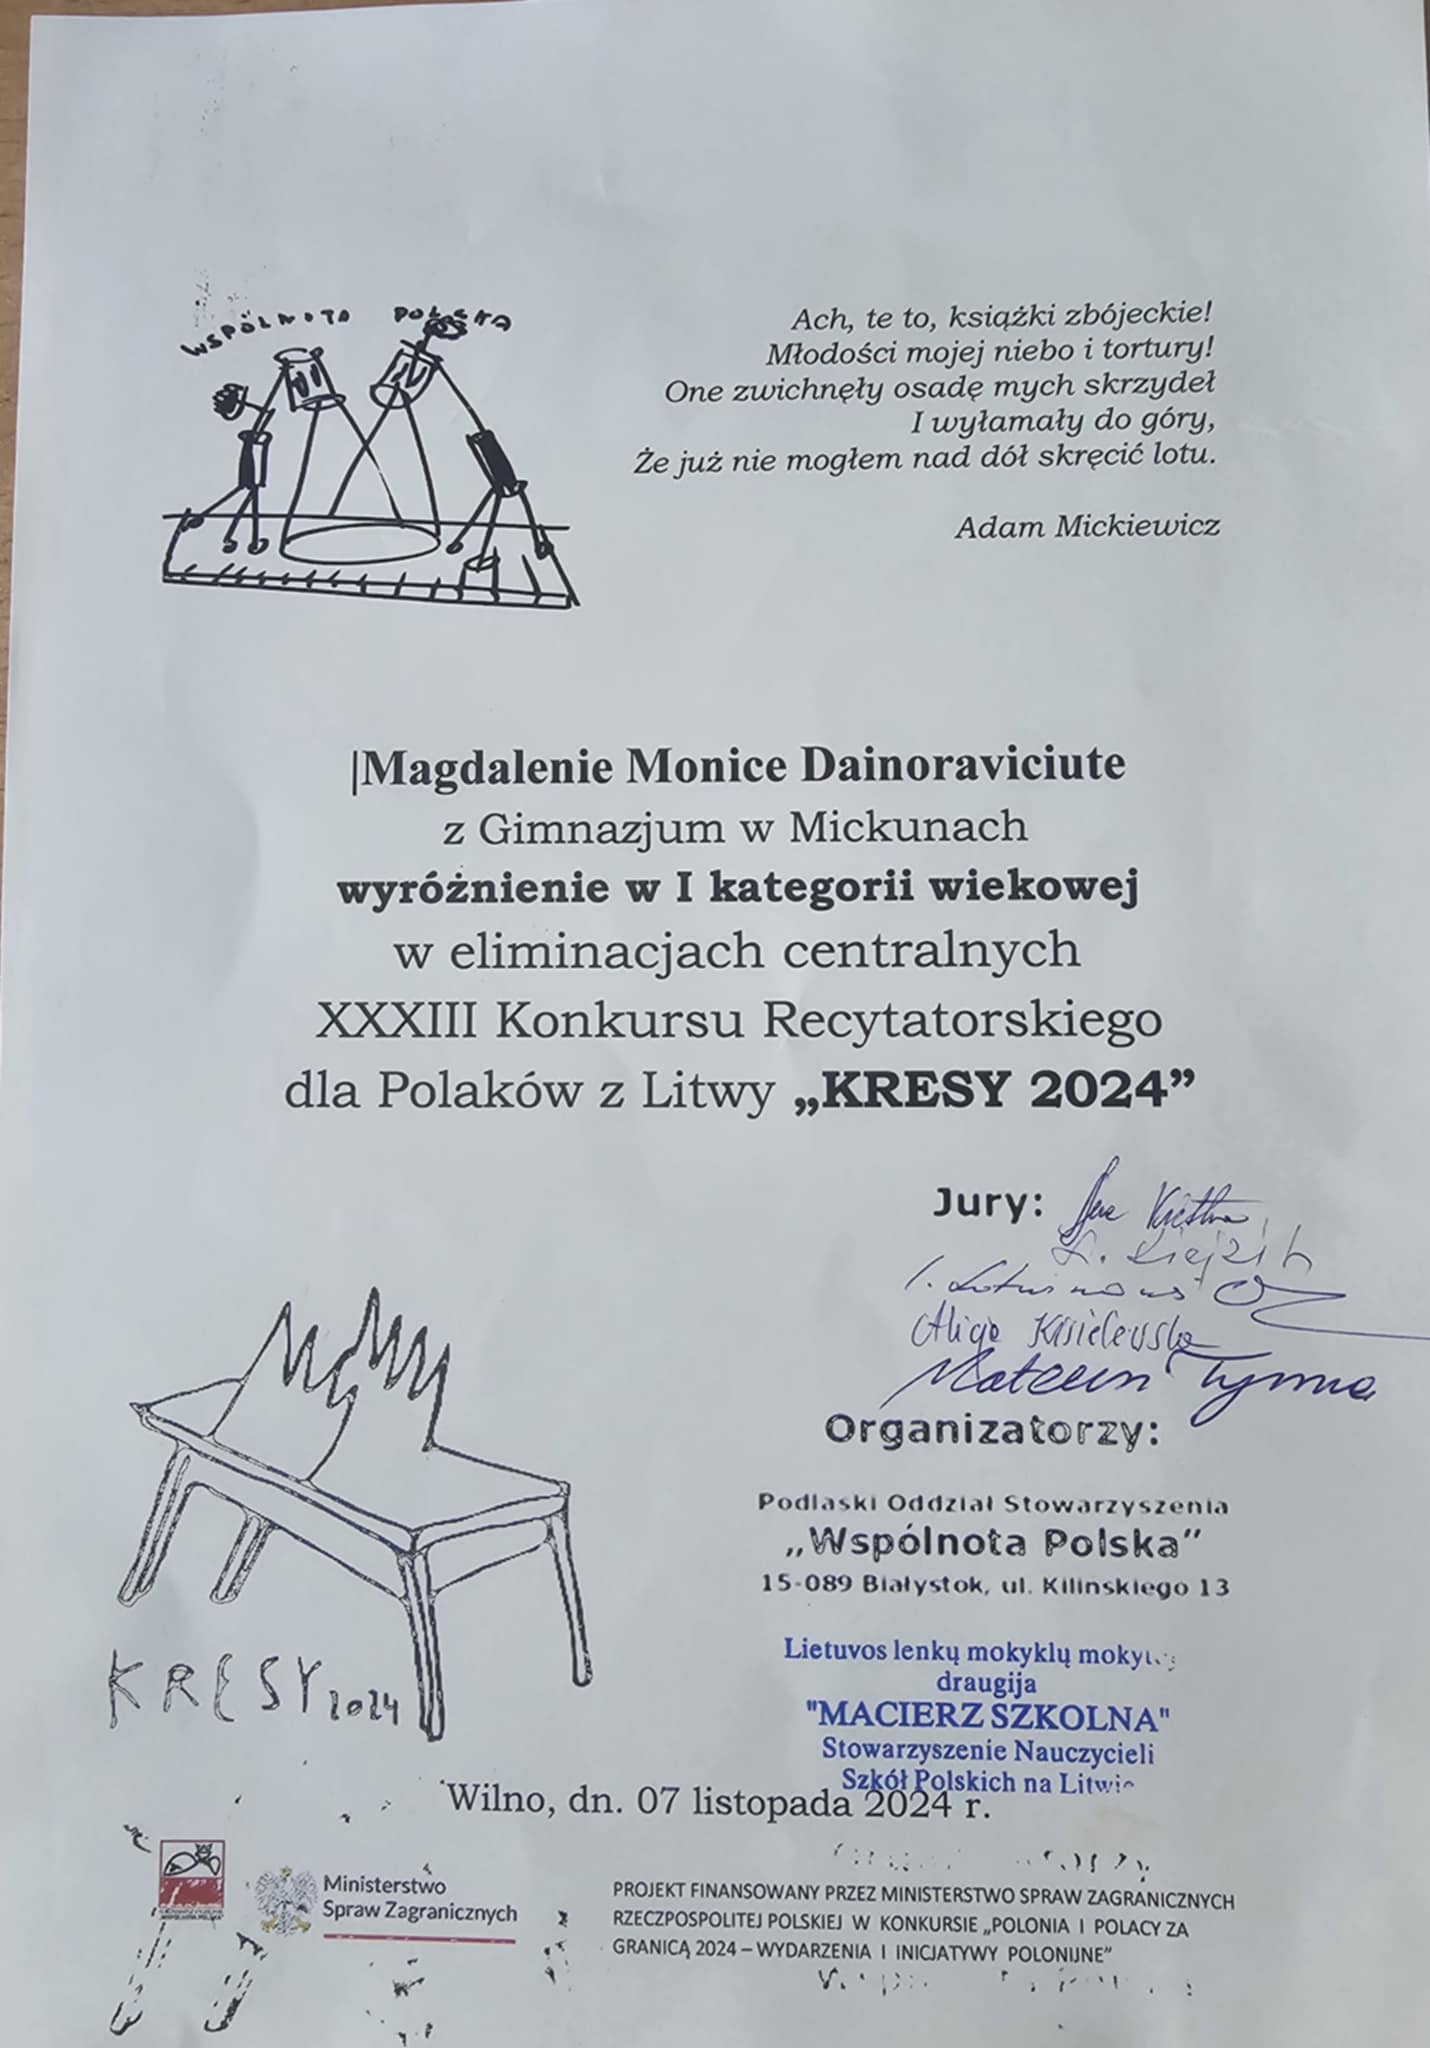 WSPÓLNOTA POLSKA
Ach, te to, książki zbójeckie!
Młodości mojej niebo i tortury!
One zwichnęły osadę mych skrzydeł
I wyłamały do góry,
Że już nie mogłem nad dół skręcić lotu.
Adam Mickiewicz
|Magdalenie Monice Dainoraviciute
z Gimnazjum w Mickunach
wyróżnienie w I kategorii wiekowej
w eliminacjach centralnych
XXXIII Konkursu Recytatorskiego
dla Polaków z Litwy „KRESY 2024”
Jury:
Kisielewska
Mateusz Tymura
Organizatorzy:
Podlaski Oddział Stowarzyszenia
„Wspólnota Polska”
15-089 Białystok, ul. Kilińskiego 13
Lietuvos lenkų mokyklų
draugija
"MACIERZ SZKOLNA"
Stowarzyszenie Nauczycieli
Szkół Polskich na Litwie
KRESY 2024
Wilno, dn. 07 listopada 2024 r.
Ministerstwo
Spraw Zagranicznych
PROJEKT FINANSOWANY PRZEZ MINISTERSTWO SPRAW ZAGRANICZNYCH
RZECZPOSPOLITEJ POLSKIEJ W KONKURSIE „POLONIA I POLACY ZA
GRANICĄ 2024 – WYDARZENIA I INICJATYWY POLONIJNE”